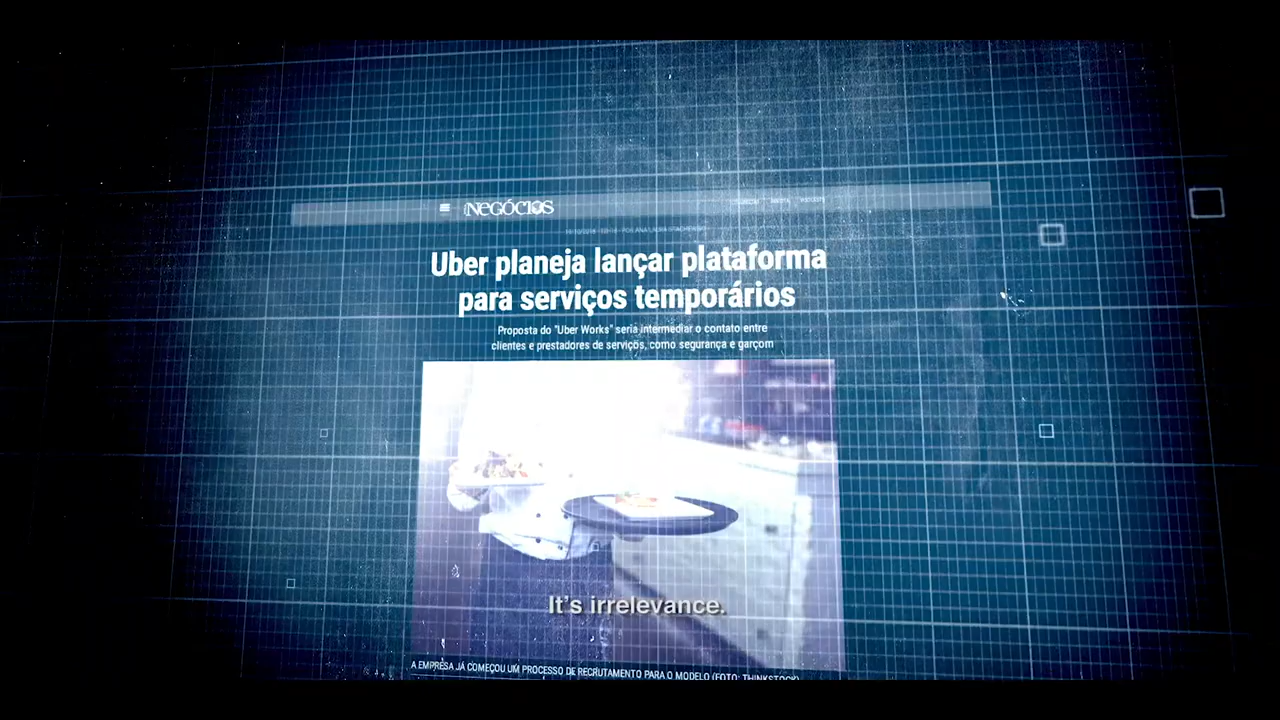 NEGÓCIOS
Uber planeja lançar plataforma
para serviços temporários
Proposta do "Uber Works" seria intermediar o contato entre
clientes e prestadores de serviços, como segurança e garçom
It's irrelevance.
A EMPRESA JÁ COMEÇOU UM PROCESSO DE RECRUTAMENTO PARA O MODELO (FOTO: THINKSTOCK)